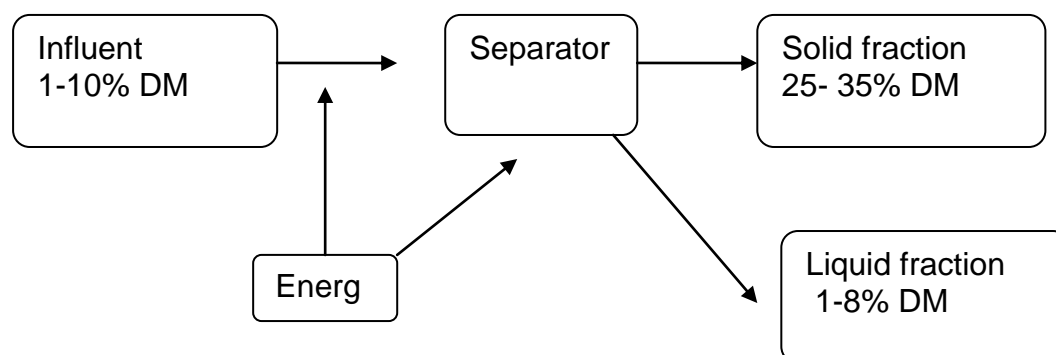 Influent
1-10% DM
Separator
Solid fraction
25- 35% DM
Energ
Liquid fraction
1-8% DM